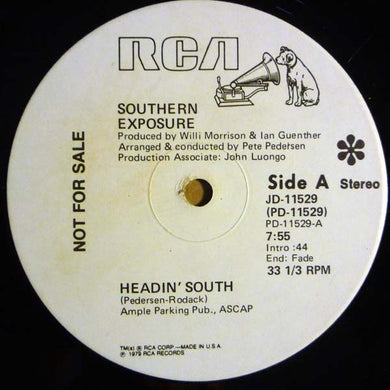 RCA
SOUTHERN
EXPOSURE
Produced by Willi Morrison & Ian Guenther
Arranged & conducted by Pete Pedersen
Production Associate: John Luongo
NOT FOR SALE
Side A Stereo
JD-11529
(PD-11529)
PD-11529-A
7:55
Intro :44
End: Fade
33 1/3 RPM
HEADIN' SOUTH
(Pedersen-Rodack)
Ample Parking Pub., ASCAP
TM(s) ® RCA CORP.—MADE IN U.S.A.
℗ 1979 RCA RECORDS